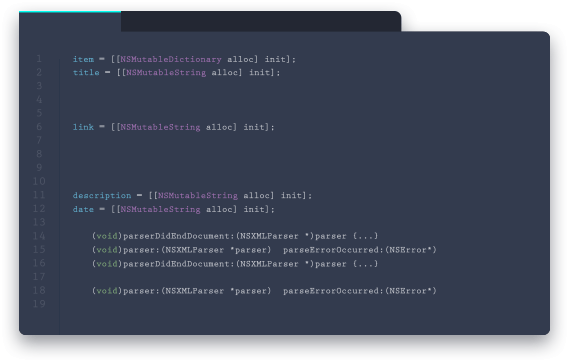 1 item = [[NSMutableDictionary alloc] init];
2 title = [[NSMutableString alloc] init];
3
4
5
6 link = [[NSMutableString alloc] init];
7
8
9
10
11 description = [[NSMutableString alloc] init];
12 date = [[NSMutableString alloc] init];
13
14 (void)parserDidEndDocument:(NSXMLParser *)parser {...}
15 (void)parser:(NSXMLParser *parser) parseErrorOccurred:(NSError*)
16 (void)parserDidEndDocument:(NSXMLParser *)parser {...}
17
18 (void)parser:(NSXMLParser *parser) parseErrorOccurred:(NSError*)
19